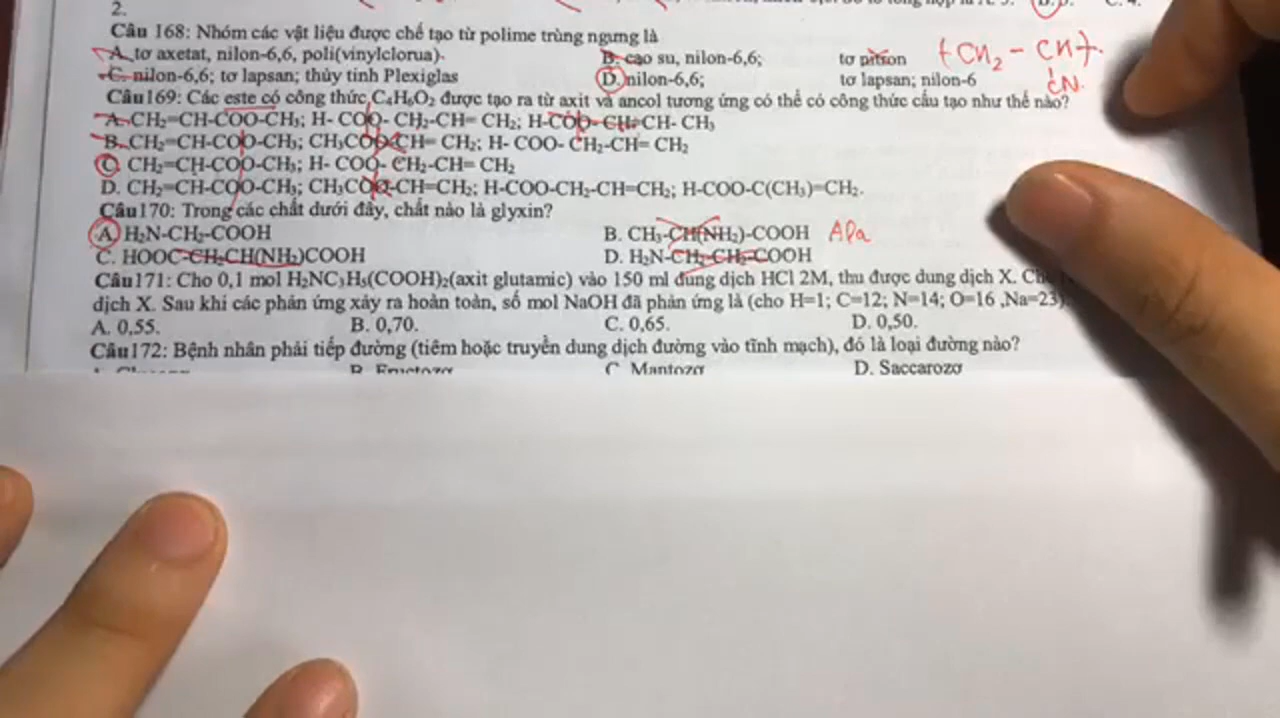 2.
Câu 168: Nhóm các vật liệu được chế tạo từ polime trùng ngưng là
A. tơ axetat, nilon-6,6, poli(vinylclorua). B. cao su, nilon-6,6; tơ nitron (CH₂ - CH).
CN
C. nilon-6,6; tơ lapsan; thủy tinh Plexiglas D. nilon-6,6; tơ lapsan; nilon-6
Câu169: Các este có công thức C₄H₆O₂ được tạo ra từ axit và ancol tương ứng có thể có công thức cấu tạo như thế nào?
A. CH₂=CH-COO-CH₃; H- COO- CH₂-CH= CH₂; H-COO- CH=CH- CH₃
B. CH₂=CH-COO-CH₃; CH₃COO-CH= CH₂; H- COO- CH₂-CH= CH₂
C. CH₂=CH-COO-CH₃; H- COO- CH₂-CH= CH₂
D. CH₂=CH-COO-CH₃; CH₃COO-CH=CH₂; H-COO-CH₂-CH=CH₂; H-COO-C(CH₃)=CH₂.
Câu170: Trong các chất dưới đây, chất nào là glyxin?
A. H₂N-CH₂-COOH B. CH₃-CH(NH₂)-COOH Ala
C. HOOC-CH₂CH(NH₂)COOH D. H₂N-CH₂-CH₂-COOH
Câu171: Cho 0,1 mol H₂NC₃H₅(COOH)₂(axit glutamic) vào 150 ml dung dịch HCl 2M, thu được dung dịch X.
dịch X. Sau khi các phản ứng xảy ra hoàn toàn, số mol NaOH đã phản ứng là (cho H=1; C=12; N=14; O=16 ,Na=23).
A. 0,55. B. 0,70. C. 0,65. D. 0,50.
Câu172: Bệnh nhân phải tiếp đường (tiêm hoặc truyền dung dịch đường vào tĩnh mạch), đó là loại đường nào?
B. Fructozơ C. Mantozơ D. Saccarozơ